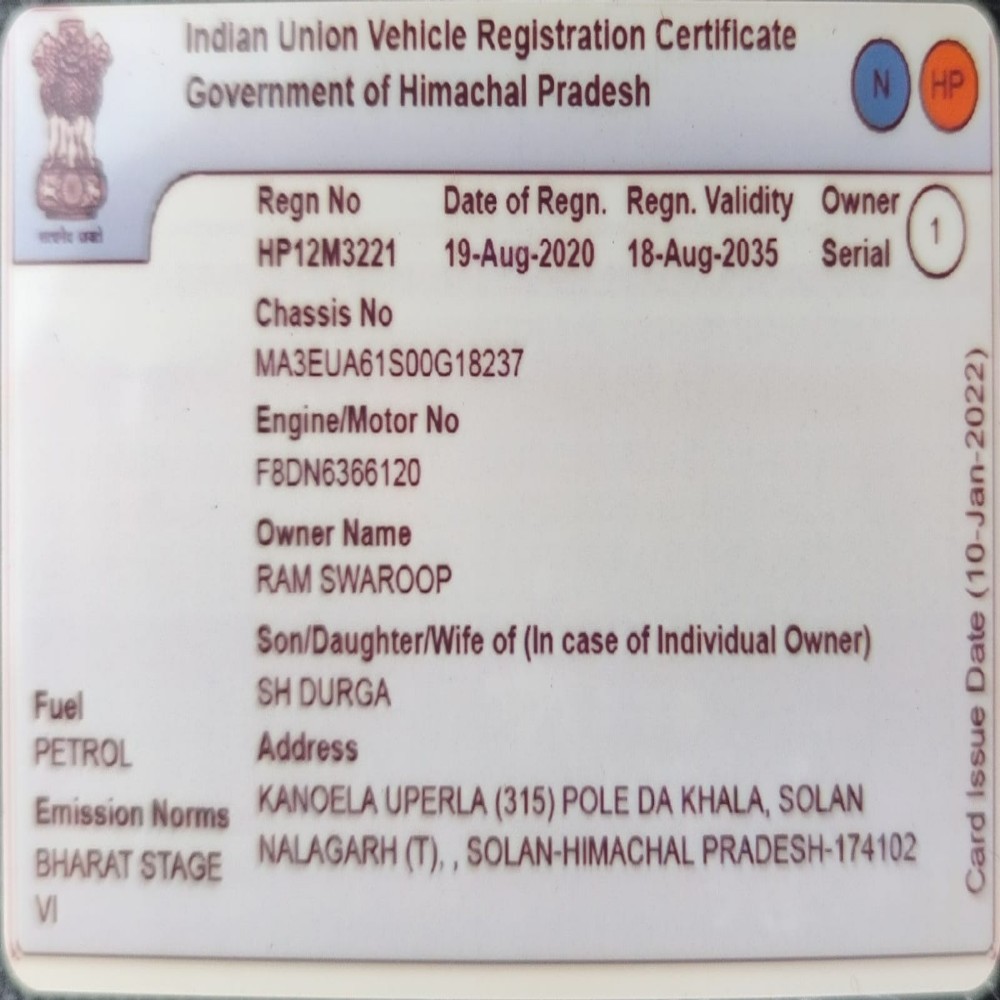 Indian Union Vehicle Registration Certificate
Government of Himachal Pradesh
N HP
Regn No Date of Regn. Regn. Validity Owner
HP12M3221 19-Aug-2020 18-Aug-2035 Serial 1
Chassis No
MA3EUA61S00G18237
Engine/Motor No
F8DN6366120
Owner Name
RAM SWAROOP
Son/Daughter/Wife of (In case of Individual Owner)
SH DURGA
Fuel
PETROL
Address
Emission Norms
KANOELA UPERLA (315) POLE DA KHALA, SOLAN
BHARAT STAGE
VI
NALAGARH (T), , SOLAN-HIMACHAL PRADESH-174102
Card Issue Date (10-Jan-2022)